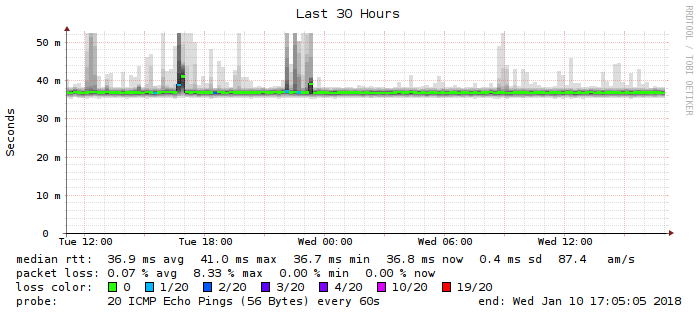 Last 30 Hours
RRDTOOL / TOBI OETIKER
Seconds
50 m
40 m
30 m
20 m
10 m
0
Tue 12:00 Tue 18:00 Wed 00:00 Wed 06:00 Wed 12:00
median rtt: 36.9 ms avg 41.0 ms max 36.7 ms min 36.8 ms now 0.4 ms sd 87.4 am/s
packet loss: 0.07 % avg 8.33 % max 0.00 % min 0.00 % now
loss color: 0 1/20 2/20 3/20 4/20 10/20 19/20
probe: 20 ICMP Echo Pings (56 Bytes) every 60s end: Wed Jan 10 17:05:05 2018